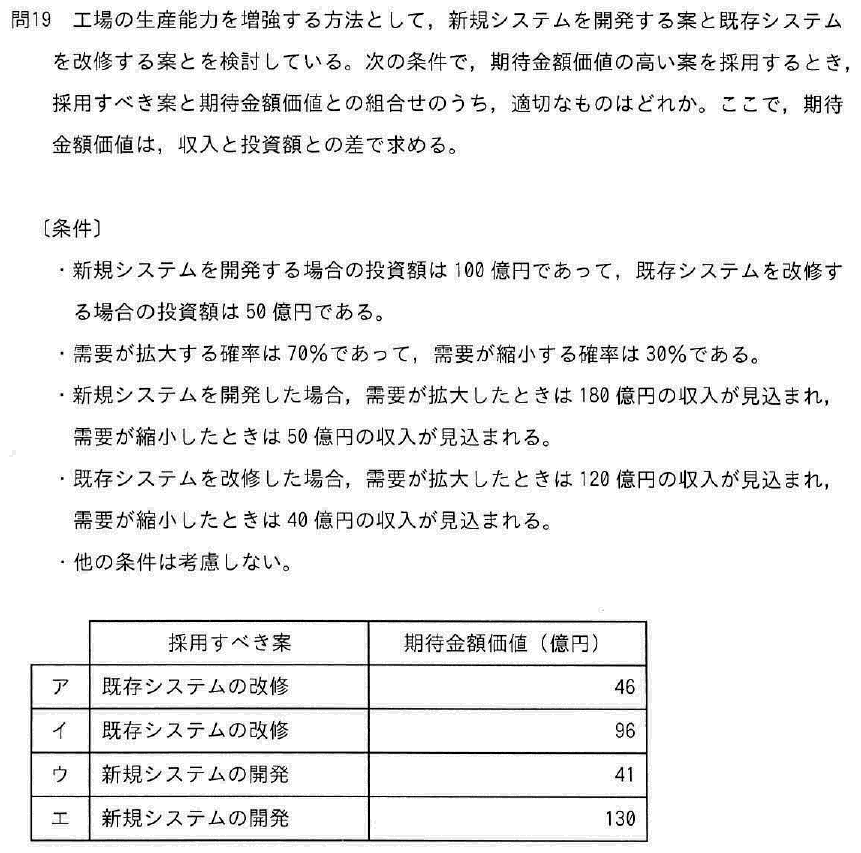 問19 工場の生産能力を増強する方法として，新規システムを開発する案と既存システム
を改修する案とを検討している。次の条件で，期待金額価値の高い案を採用するとき，
採用すべき案と期待金額価値との組合せのうち，適切なものはどれか。ここで，期待
金額価値は，収入と投資額との差で求める。
〔条件〕
・新規システムを開発する場合の投資額は 100 億円であって，既存システムを改修す
る場合の投資額は 50 億円である。
・需要が拡大する確率は 70％であって，需要が縮小する確率は 30％である。
・新規システムを開発した場合，需要が拡大したときは 180 億円の収入が見込まれ，
需要が縮小したときは 50 億円の収入が見込まれる。
・既存システムを改修した場合，需要が拡大したときは 120 億円の収入が見込まれ，
需要が縮小したときは 40 億円の収入が見込まれる。
・他の条件は考慮しない。
採用すべき案 期待金額価値（億円）
ア 既存システムの改修 46
イ 既存システムの改修 96
ウ 新規システムの開発 41
エ 新規システムの開発 130